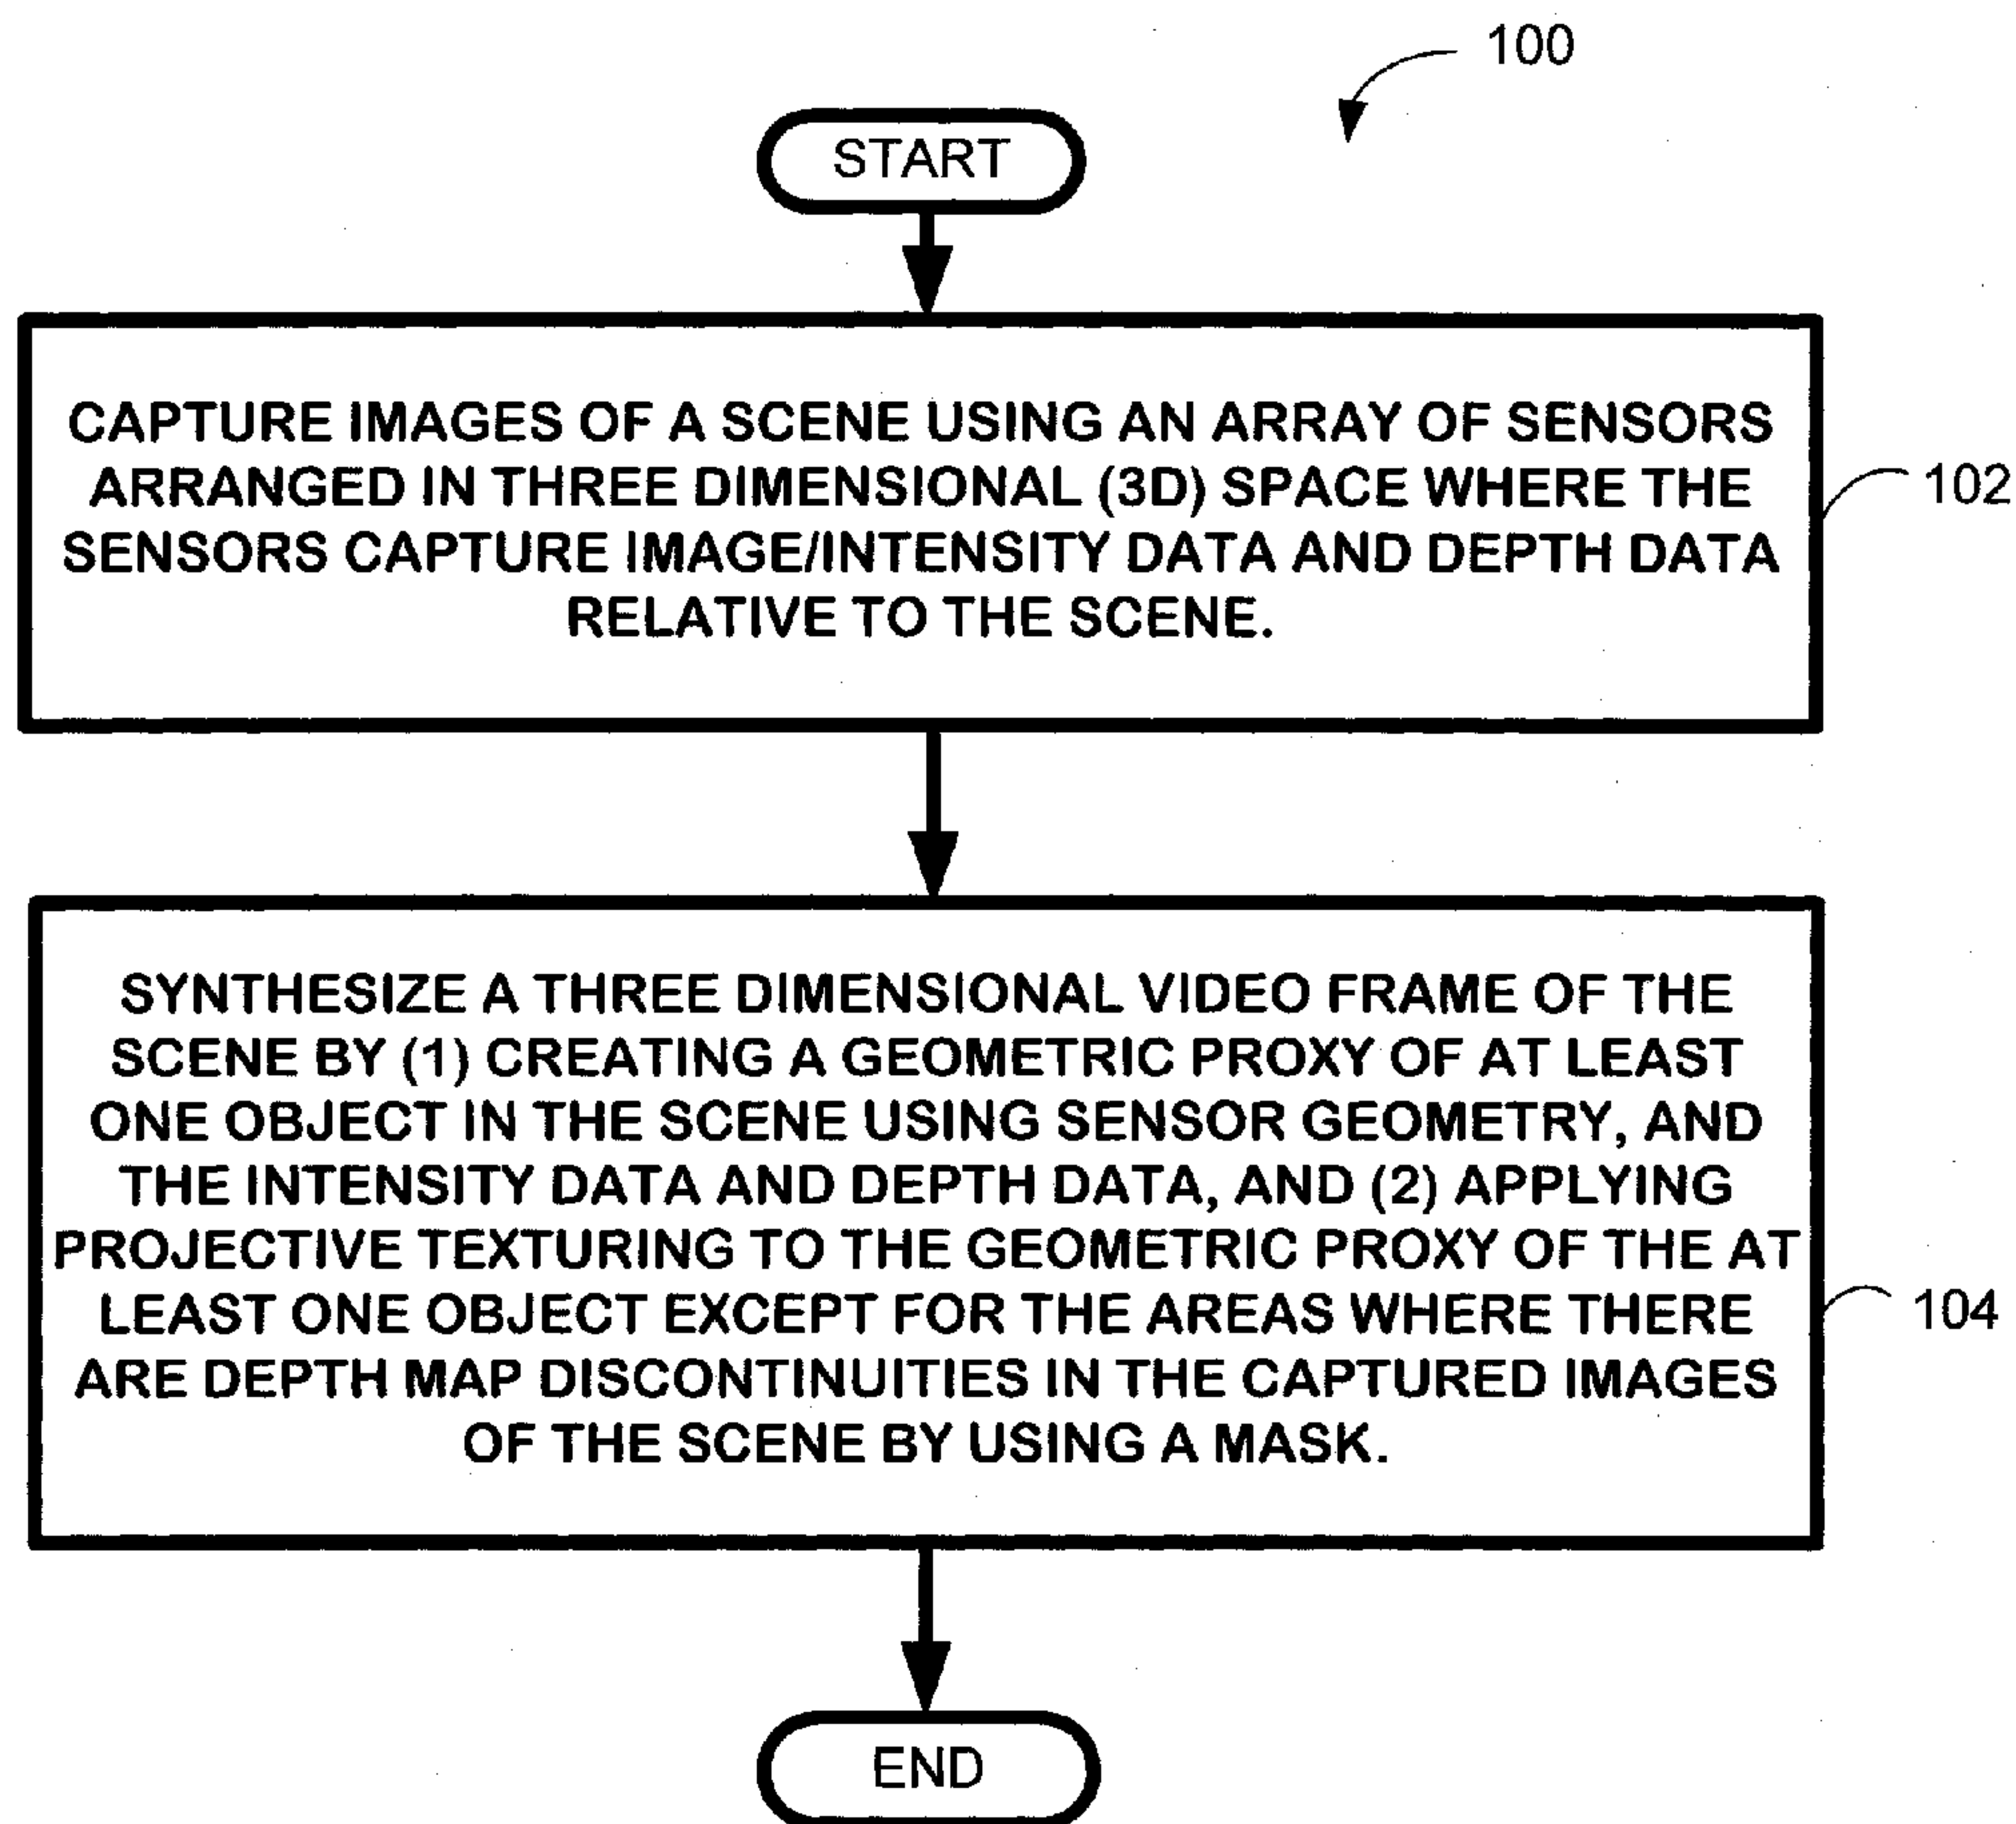 100
START
CAPTURE IMAGES OF A SCENE USING AN ARRAY OF SENSORS
ARRANGED IN THREE DIMENSIONAL (3D) SPACE WHERE THE
SENSORS CAPTURE IMAGE/INTENSITY DATA AND DEPTH DATA
RELATIVE TO THE SCENE.
102
SYNTHESIZE A THREE DIMENSIONAL VIDEO FRAME OF THE
SCENE BY (1) CREATING A GEOMETRIC PROXY OF AT LEAST
ONE OBJECT IN THE SCENE USING SENSOR GEOMETRY, AND
THE INTENSITY DATA AND DEPTH DATA, AND (2) APPLYING
PROJECTIVE TEXTURING TO THE GEOMETRIC PROXY OF THE AT
LEAST ONE OBJECT EXCEPT FOR THE AREAS WHERE THERE
ARE DEPTH MAP DISCONTINUITIES IN THE CAPTURED IMAGES
OF THE SCENE BY USING A MASK.
104
END